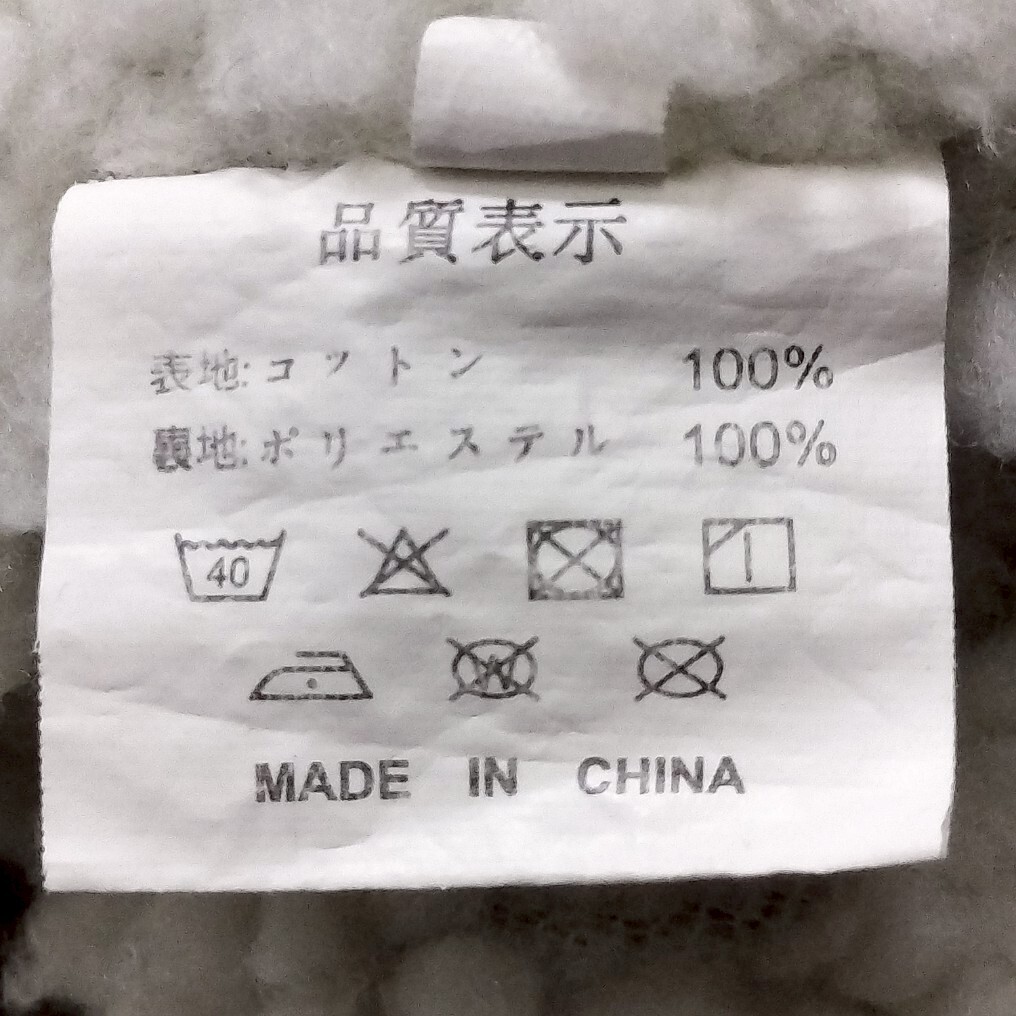 品質表示
表地:コットン 100%
裏地:ポリエステル 100%
40
W
MADE IN CHINA